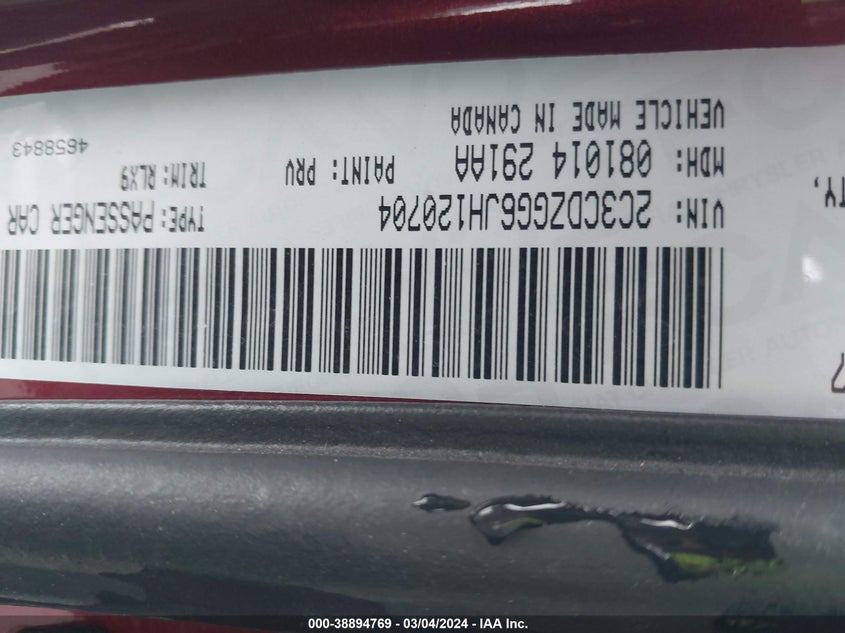 VIN: 2C3CDZGG6JH120704 TYPE: PASSENGER CAR
MDH: 081014 291AA PAINT: PRV TRIM: RLX9
VEHICLE MADE IN CANADA 4658843
000-38894769 - 03/04/2024 - IAA Inc.